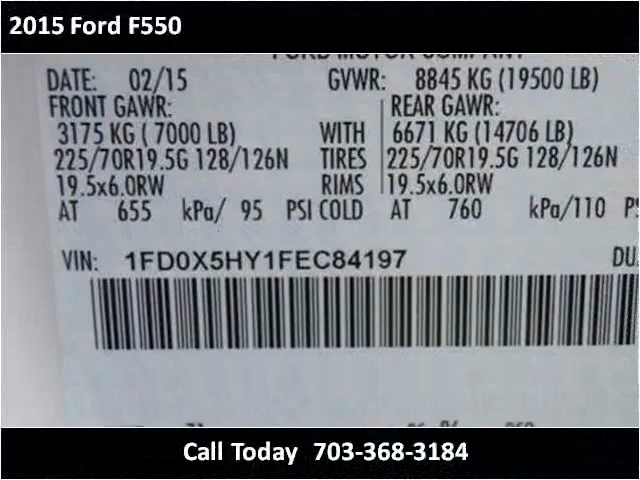 2015 Ford F550
FORD MOTOR COMPANY
DATE: 02/15 GVWR: 8845 KG (19500 LB)
FRONT GAWR: REAR GAWR:
3175 KG ( 7000 LB) WITH 6671 KG (14706 LB)
225/70R19.5G 128/126N TIRES 225/70R19.5G 128/126N
19.5x6.0RW RIMS 19.5x6.0RW
AT 655 kPa/ 95 PSI COLD AT 760 kPa/110
VIN: 1FD0X5HY1FEC84197
Call Today 703-368-3184